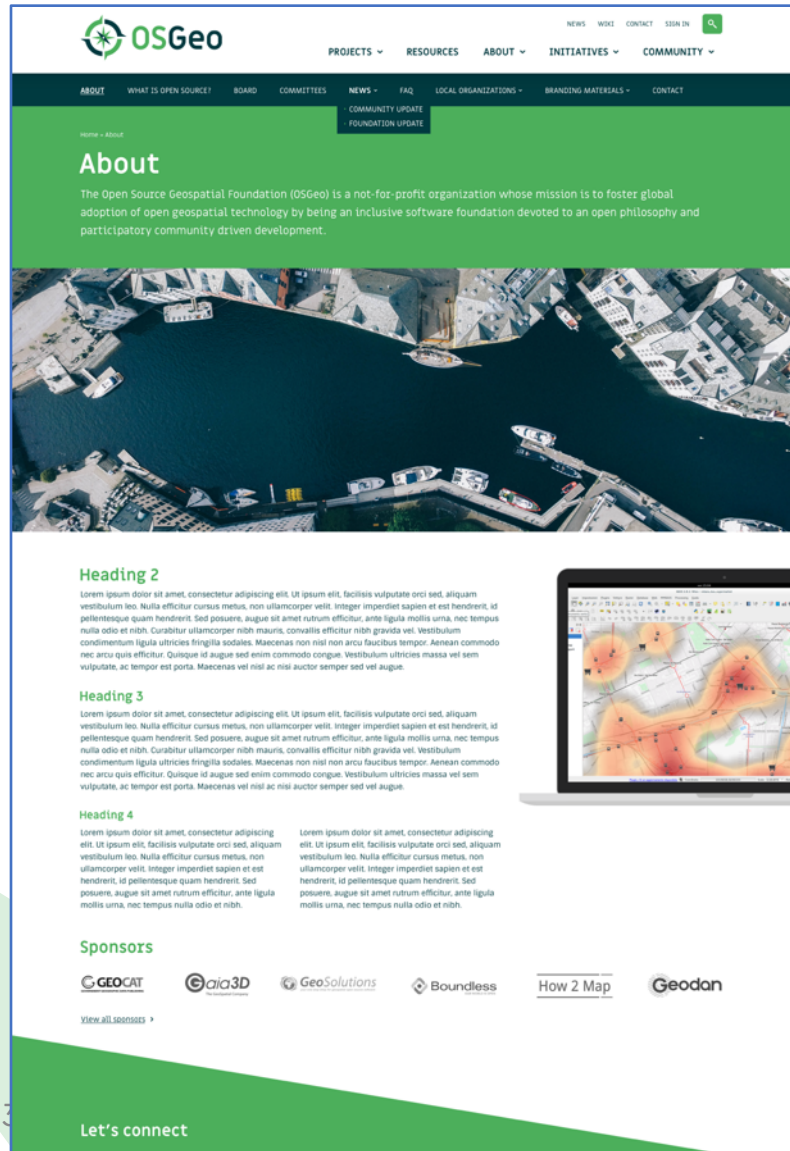 OSGeo
NEWS WIKI CONTACT SIGN IN
PROJECTS RESOURCES ABOUT INITIATIVES COMMUNITY
ABOUT WHAT IS OPEN SOURCE? BOARD COMMITTEES NEWS FAQ LOCAL ORGANIZATIONS BRANDING MATERIALS CONTACT
· COMMUNITY UPDATE
· FOUNDATION UPDATE
Home » About
About
The Open Source Geospatial Foundation (OSGeo) is a not-for-profit organization whose mission is to foster global
adoption of open geospatial technology by being an inclusive software foundation devoted to an open philosophy and
participatory community driven development.
Heading 2
Lorem ipsum dolor sit amet, consectetur adipiscing elit. Ut ipsum elit, facilisis vulputate orci sed, aliquam
vestibulum leo. Nulla efficitur cursus metus, non ullamcorper velit. Integer imperdiet sapien et est hendrerit, id
pellentesque quam hendrerit. Sed posuere, augue sit amet rutrum efficitur, ante ligula mollis urna, nec tempus
nulla odio et nibh. Curabitur ullamcorper nibh mauris, convallis efficitur nibh gravida vel. Vestibulum
condimentum ligula ultricies fringilla sodales. Maecenas non nisl non arcu faucibus tempor. Aenean commodo
nec arcu quis efficitur. Quisque id augue sed enim commodo congue. Vestibulum ultricies massa vel sem
vulputate, ac tempor est porta. Maecenas vel nisl ac nisi auctor semper sed vel augue.
Heading 3
Lorem ipsum dolor sit amet, consectetur adipiscing elit. Ut ipsum elit, facilisis vulputate orci sed, aliquam
vestibulum leo. Nulla efficitur cursus metus, non ullamcorper velit. Integer imperdiet sapien et est hendrerit, id
pellentesque quam hendrerit. Sed posuere, augue sit amet rutrum efficitur, ante ligula mollis urna, nec tempus
nulla odio et nibh. Curabitur ullamcorper nibh mauris, convallis efficitur nibh gravida vel. Vestibulum
condimentum ligula ultricies fringilla sodales. Maecenas non nisl non arcu faucibus tempor. Aenean commodo
nec arcu quis efficitur. Quisque id augue sed enim commodo congue. Vestibulum ultricies massa vel sem
vulputate, ac tempor est porta. Maecenas vel nisl ac nisi auctor semper sed vel augue.
Heading 4
Lorem ipsum dolor sit amet, consectetur adipiscing
elit. Ut ipsum elit, facilisis vulputate orci sed, aliquam
vestibulum leo. Nulla efficitur cursus metus, non
ullamcorper velit. Integer imperdiet sapien et est
hendrerit, id pellentesque quam hendrerit. Sed
posuere, augue sit amet rutrum efficitur, ante ligula
mollis urna, nec tempus nulla odio et nibh.
Lorem ipsum dolor sit amet, consectetur adipiscing
elit. Ut ipsum elit, facilisis vulputate orci sed, aliquam
vestibulum leo. Nulla efficitur cursus metus, non
ullamcorper velit. Integer imperdiet sapien et est
hendrerit, id pellentesque quam hendrerit. Sed
posuere, augue sit amet rutrum efficitur, ante ligula
mollis urna, nec tempus nulla odio et nibh.
Sponsors
GEOCAT
Gaia3D
The GeoSpatial Company
GeoSolutions
Boundless
How 2 Map
Geodan
View all sponsors
Let's connect